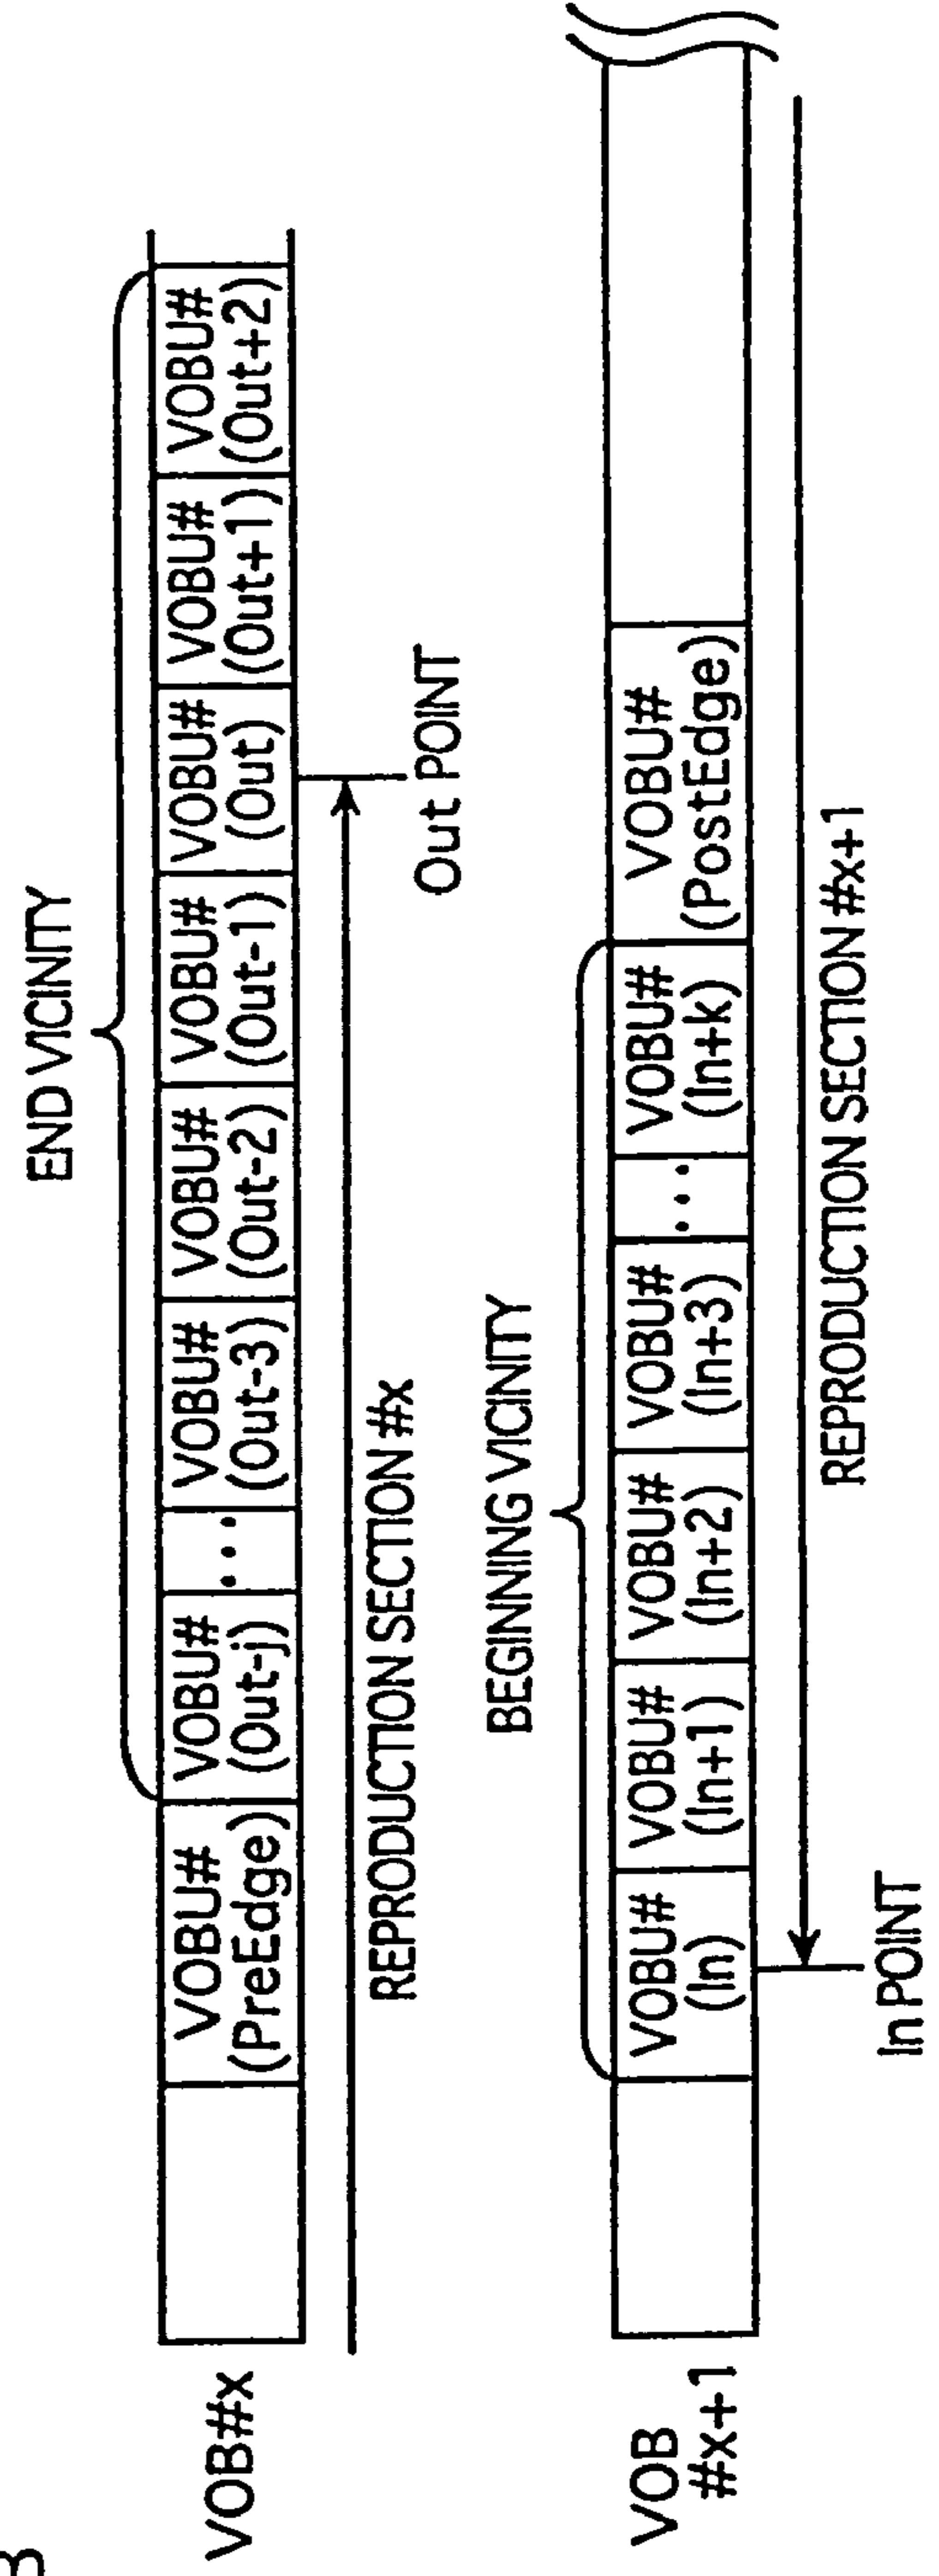 END VICINITY
VOB#x
VOBU#
(PreEdge)
VOBU#
(Out-j)
...
VOBU#
(Out-3)
VOBU#
(Out-2)
VOBU#
(Out-1)
VOBU#
(Out)
VOBU#
(Out+1)
VOBU#
(Out+2)
REPRODUCTION SECTION #x
Out POINT
BEGINNING VICINITY
VOB
#x+1
VOBU#
(In)
VOBU#
(In+1)
VOBU#
(In+2)
VOBU#
(In+3)
...
VOBU#
(In+k)
VOBU#
(PostEdge)
REPRODUCTION SECTION #x+1
In POINT